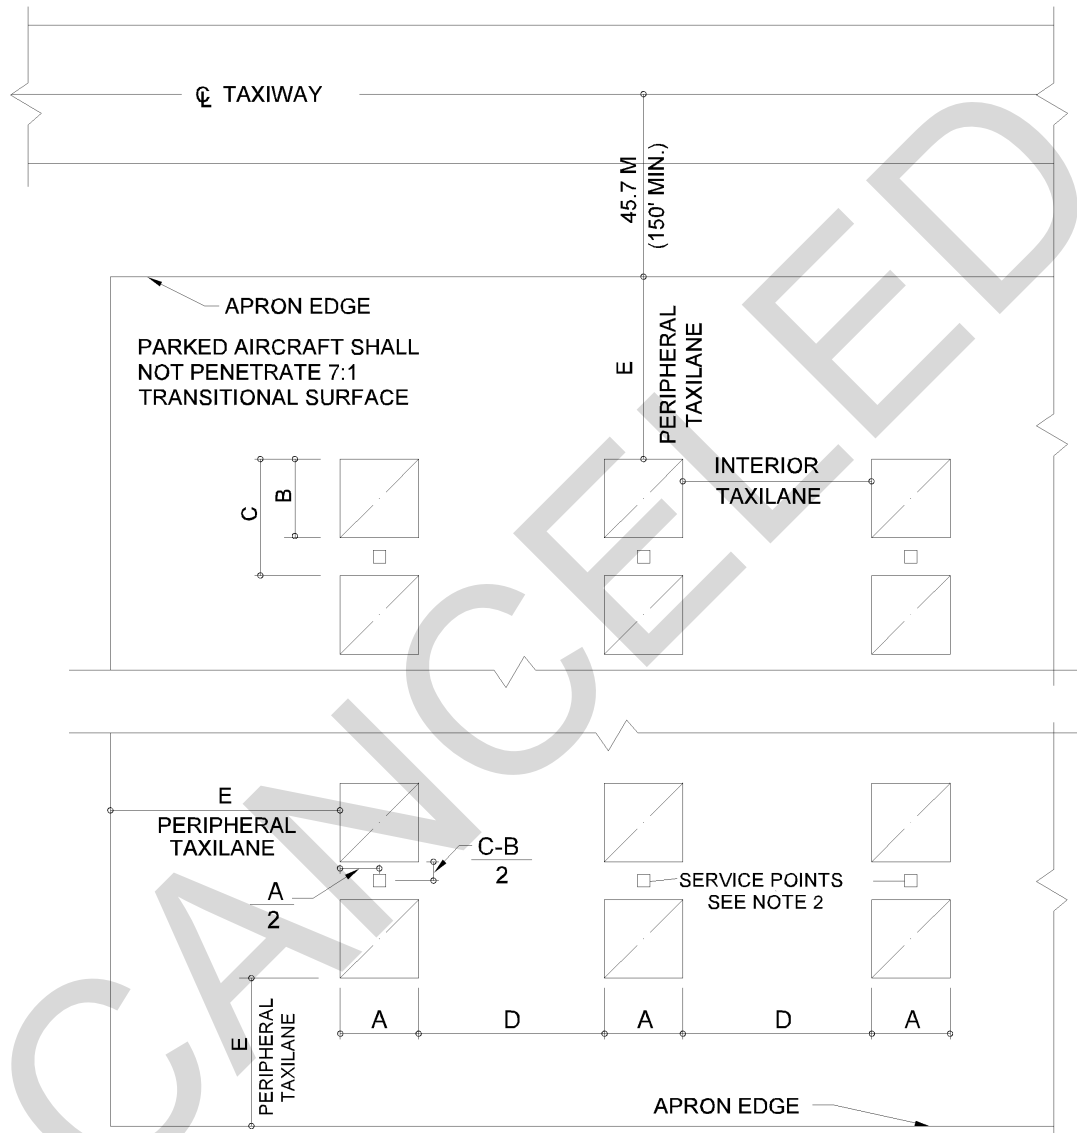 ℄ TAXIWAY
45.7 M
(150' MIN.)
APRON EDGE
PARKED AIRCRAFT SHALL
NOT PENETRATE 7:1
TRANSITIONAL SURFACE
E
PERIPHERAL
TAXILANE
INTERIOR
TAXILANE
C
B
E
PERIPHERAL
TAXILANE
C-B
2
A
2
SERVICE POINTS
SEE NOTE 2
E
PERIPHERAL
TAXILANE
A
D
A
D
A
APRON EDGE
CANCELED